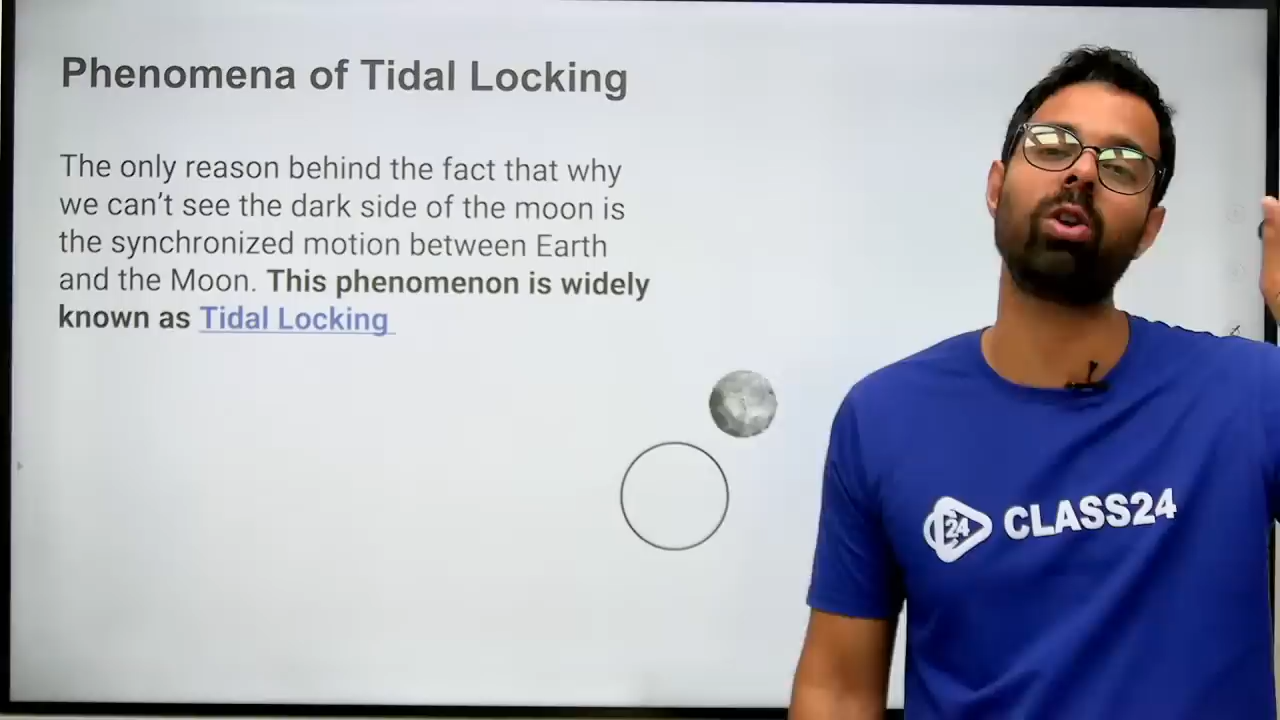 Phenomena of Tidal Locking
The only reason behind the fact that why
we can’t see the dark side of the moon is
the synchronized motion between Earth
and the Moon. This phenomenon is widely
known as Tidal Locking
24 CLASS24